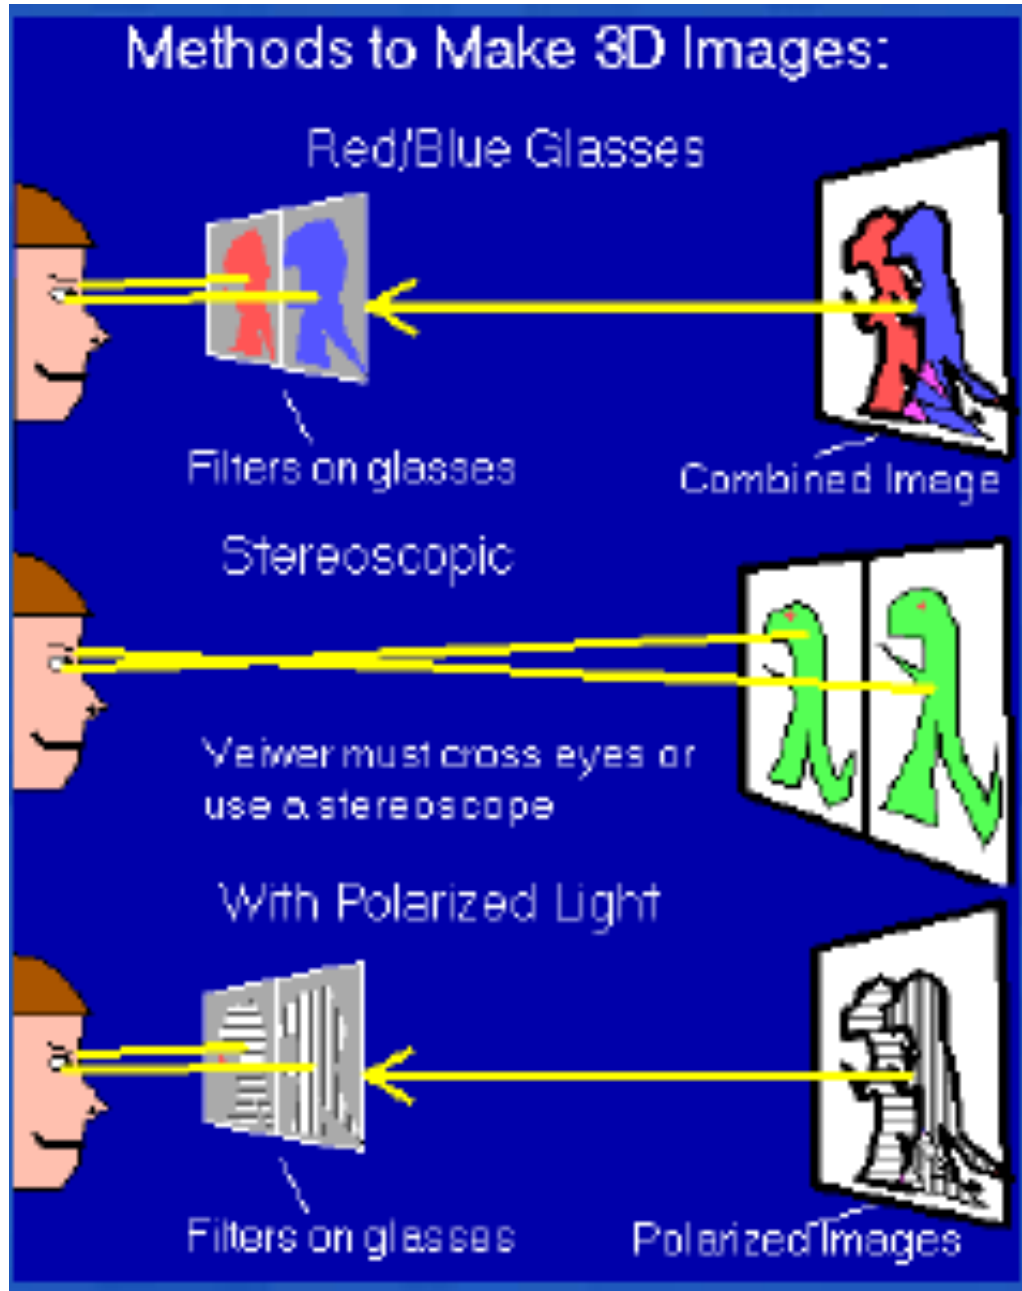 Methods to Make 3D Images:
Red/Blue Glasses
Filters on glasses
Combined Image
Stereoscopic
Veiwer must cross eyes or
use a stereoscope
With Polarized Light
Filters on glasses
Polarized Images